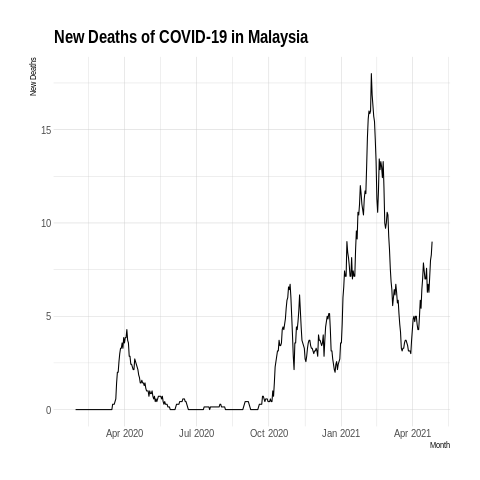 New Deaths of COVID-19 in Malaysia
New Deaths
15
10
5
0
Apr 2020 Jul 2020 Oct 2020 Jan 2021 Apr 2021
Month